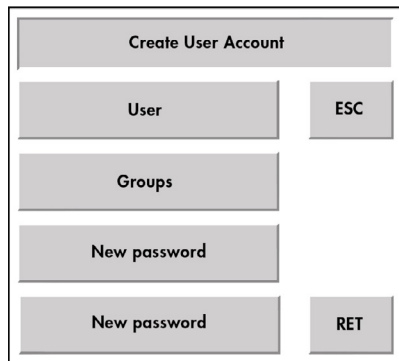 Create User Account
User
ESC
Groups
New password
New password
RET